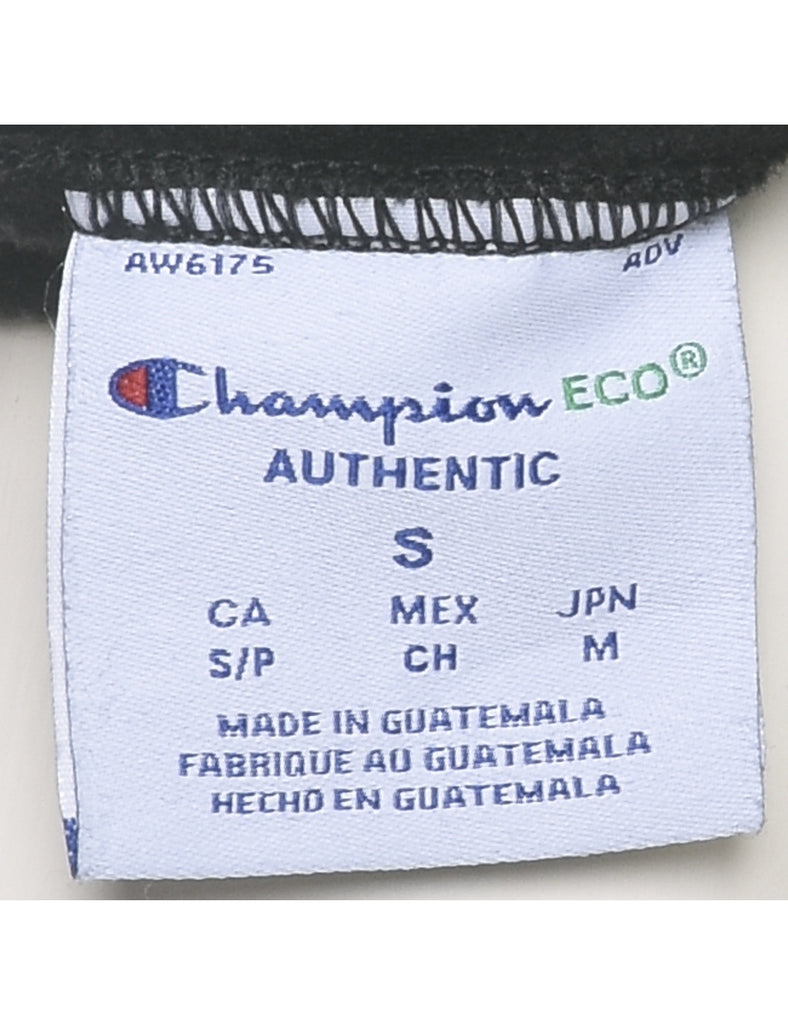 AW6175 ADV
Champion ECO®
AUTHENTIC
S
CA MEX JPN
S/P CH M
MADE IN GUATEMALA
FABRIQUE AU GUATEMALA
HECHO EN GUATEMALA